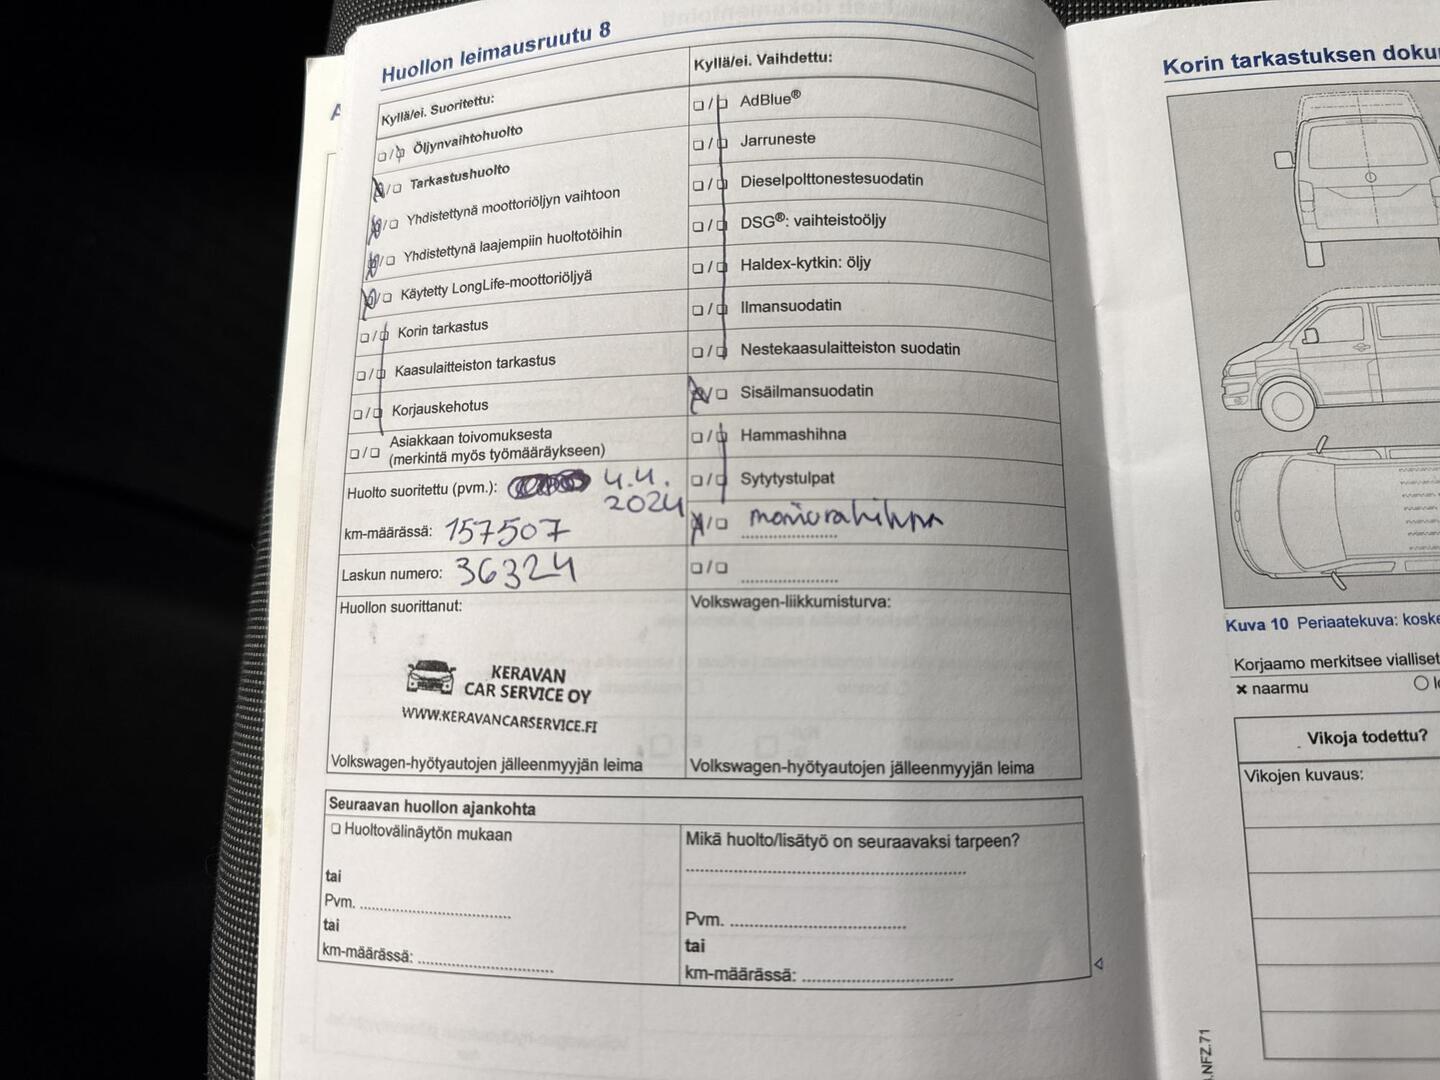 Huollon leimausruutu 8
Kyllä/ei. Suoritettu:
Öljynvaihtohuolto
Tarkastushuolto
Yhdistettynä moottoriöljyn vaihtoon
Yhdistettynä laajempiin huoltotöihin
Käytetty LongLife-moottoriöljyä
Korin tarkastus
Kaasulaitteiston tarkastus
Korjauskehotus
Asiakkaan toivomuksesta
(merkintä myös työmääräykseen)
Huolto suoritettu (pvm.): 4.4.
2024
km-määrässä: 157507
Laskun numero: 36324
Huollon suorittanut:
KERAVAN
CAR SERVICE OY
WWW.KERAVANCARSERVICE.FI
Volkswagen-hyötyautojen jälleenmyyjän leima
Kyllä/ei. Vaihdettu:
AdBlue®
Jarruneste
Dieselpolttonestesuodatin
DSG®: vaihteistoöljy
Haldex-kytkin: öljy
Ilmansuodatin
Nestekaasulaitteiston suodatin
Sisäilmansuodatin
Hammashihna
Sytytystulpat
moniurahihna
Volkswagen-liikkumisturva:
Volkswagen-hyötyautojen jälleenmyyjän leima
Seuraavan huollon ajankohta
Huoltovälinäytön mukaan
tai
Pvm.
tai
km-määrässä:
Mikä huolto/lisätyö on seuraavaksi tarpeen?
Pvm.
tai
km-määrässä:
Korin tarkastuksen doku
Kuva 10 Periaatekuva: koske
Korjaamo merkitsee vialliset
x naarmu
Vikoja todettu?
Vikojen kuvaus:
.NFZ.71